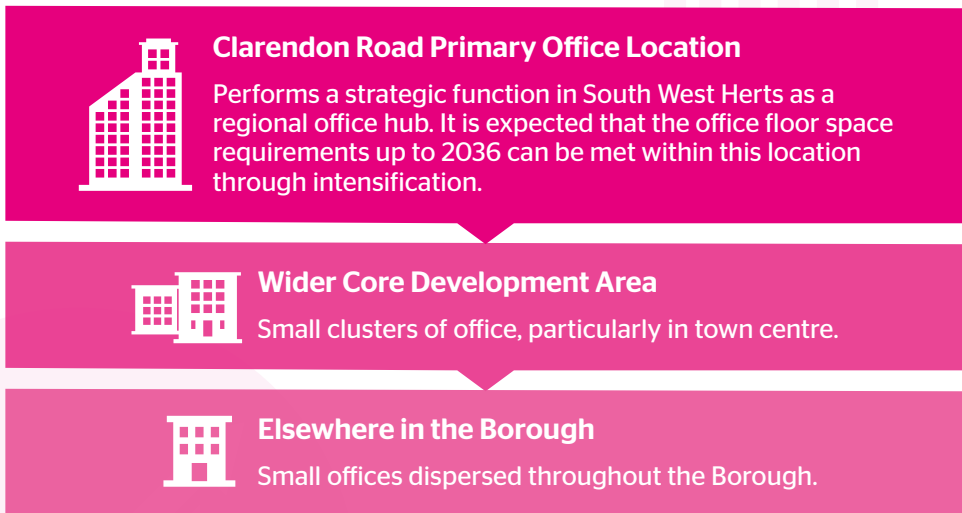 Clarendon Road Primary Office Location
Performs a strategic function in South West Herts as a
regional office hub. It is expected that the office floor space
requirements up to 2036 can be met within this location
through intensification.
Wider Core Development Area
Small clusters of office, particularly in town centre.
Elsewhere in the Borough
Small offices dispersed throughout the Borough.